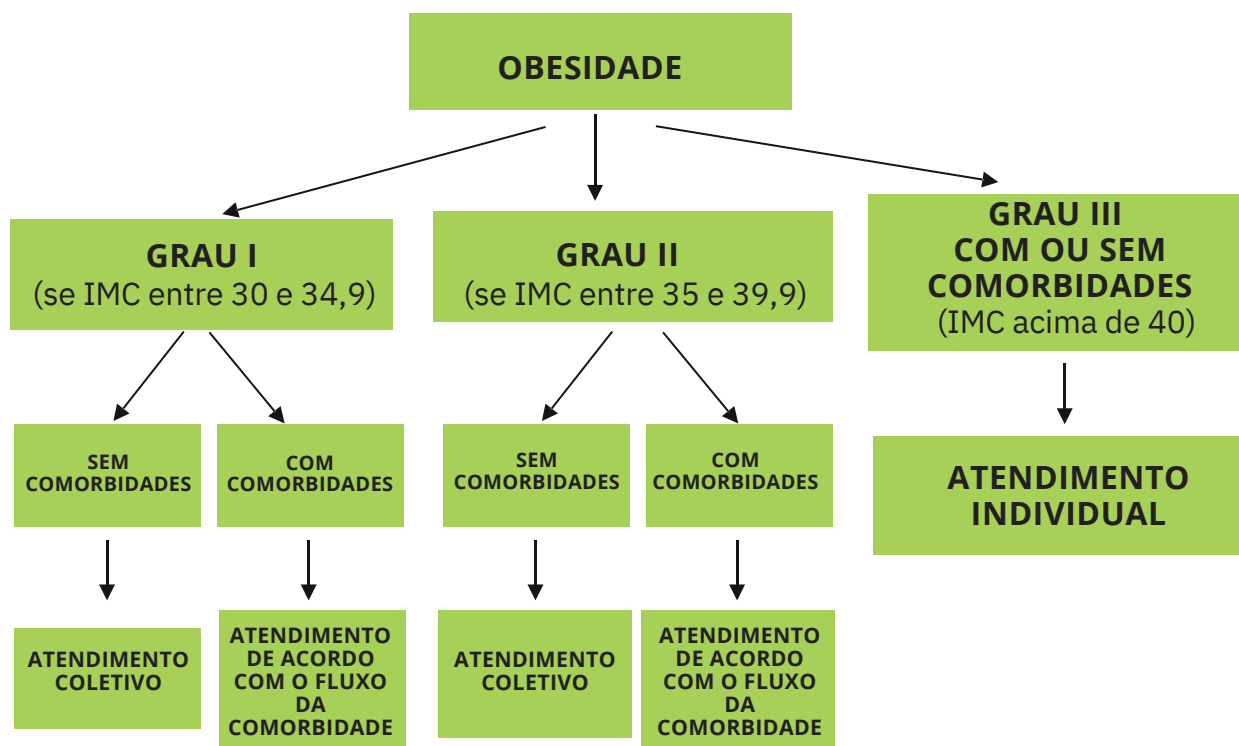 OBESIDADE
GRAU I
(se IMC entre 30 e 34,9)
GRAU II
(se IMC entre 35 e 39,9)
GRAU III
COM OU SEM
COMORBIDADES
(IMC acima de 40)
SEM
COMORBIDADES
COM
COMORBIDADES
SEM
COMORBIDADES
COM
COMORBIDADES
ATENDIMENTO
INDIVIDUAL
ATENDIMENTO
COLETIVO
ATENDIMENTO
DE ACORDO
COM O FLUXO
DA
COMORBIDADE
ATENDIMENTO
COLETIVO
ATENDIMENTO
DE ACORDO
COM O FLUXO
DA
COMORBIDADE